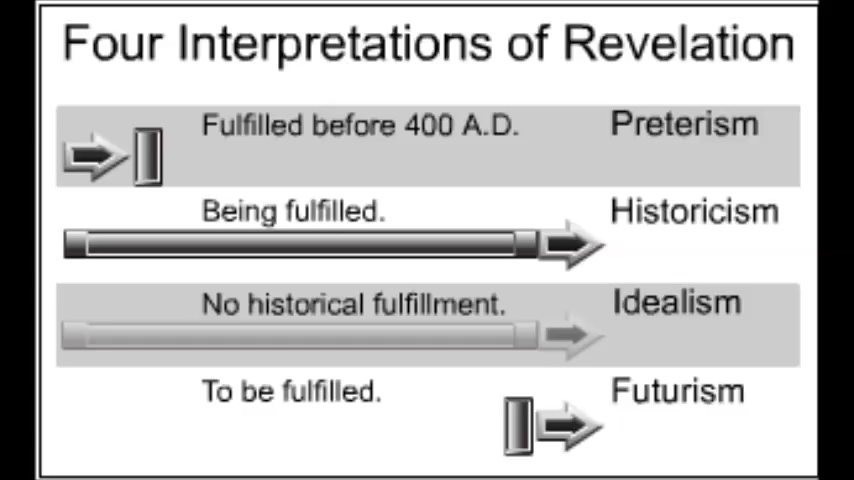 Four Interpretations of Revelation
Fulfilled before 400 A.D. Preterism
Being fulfilled. Historicism
No historical fulfillment. Idealism
To be fulfilled. Futurism